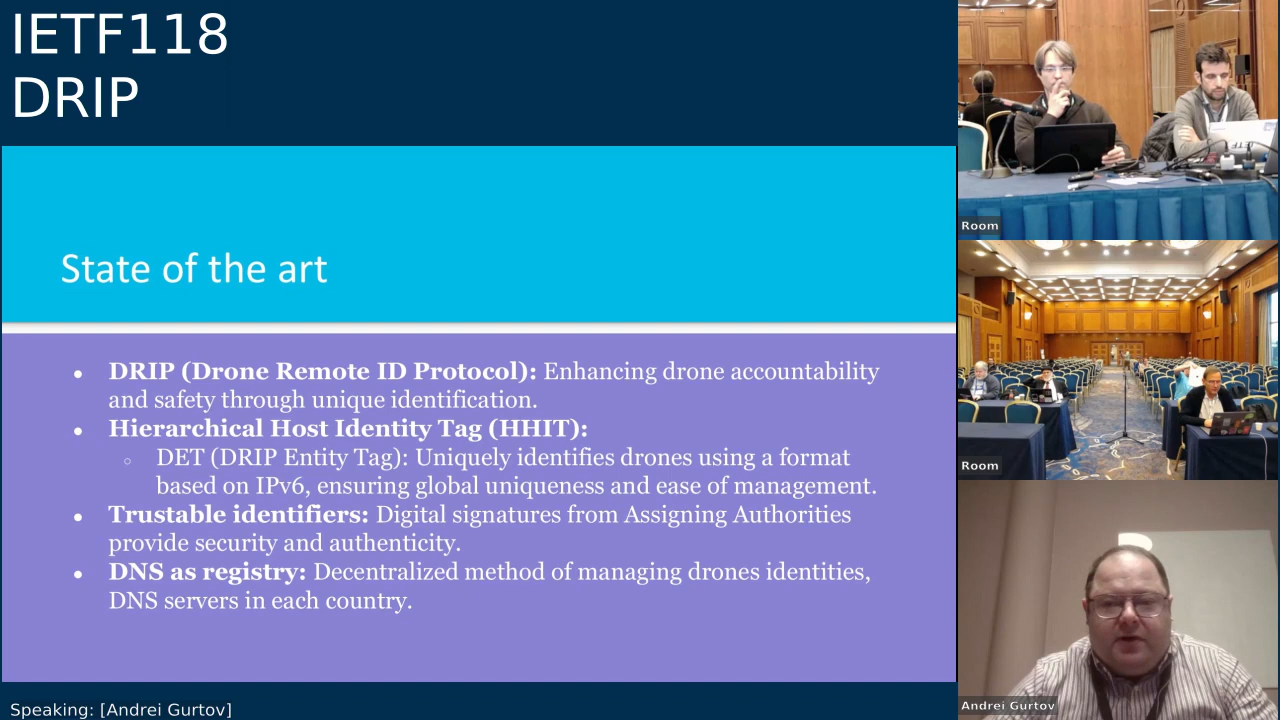 IETF118
DRIP
State of the art
● DRIP (Drone Remote ID Protocol): Enhancing drone accountability
and safety through unique identification.
● Hierarchical Host Identity Tag (HHIT):
○ DET (DRIP Entity Tag): Uniquely identifies drones using a format
based on IPv6, ensuring global uniqueness and ease of management.
● Trustable identifiers: Digital signatures from Assigning Authorities
provide security and authenticity.
● DNS as registry: Decentralized method of managing drones identities,
DNS servers in each country.
Speaking: [Andrei Gurtov]
IETF
Room
Room
Andrei Gurtov